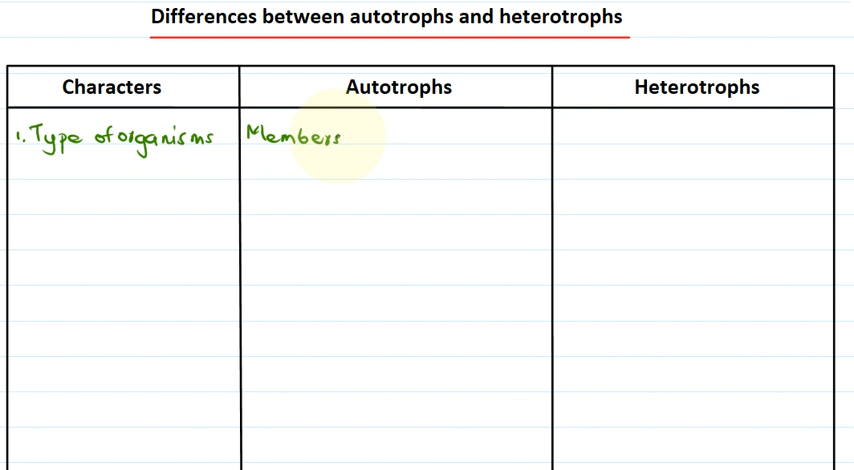 Differences between autotrophs and heterotrophs
Characters Autotrophs Heterotrophs
1. Type of organisms Members